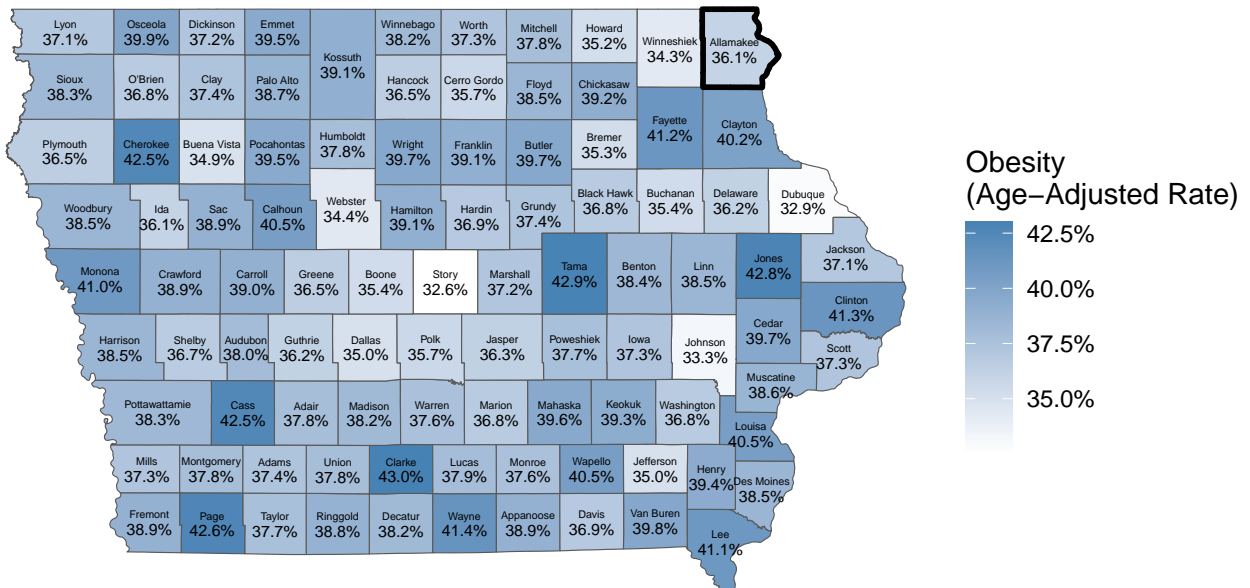 Lyon
37.1%
Osceola
39.9%
Dickinson
37.2%
Emmet
39.5%
Kossuth
39.1%
Winnebago
38.2%
Worth
37.3%
Mitchell
37.8%
Howard
35.2%
Winneshiek
34.3%
Allamakee
36.1%
Sioux
38.3%
O'Brien
36.8%
Clay
37.4%
Palo Alto
38.7%
Hancock
36.5%
Cerro Gordo
35.7%
Floyd
38.5%
Chickasaw
39.2%
Plymouth
36.5%
Cherokee
42.5%
Buena Vista
34.9%
Pocahontas
39.5%
Humboldt
37.8%
Wright
39.7%
Franklin
39.1%
Butler
39.7%
Bremer
35.3%
Fayette
41.2%
Clayton
40.2%
Woodbury
38.5%
Ida
36.1%
Sac
38.9%
Calhoun
40.5%
Webster
34.4%
Hamilton
39.1%
Hardin
36.9%
Grundy
37.4%
Black Hawk
36.8%
Buchanan
35.4%
Delaware
36.2%
Dubuque
32.9%
Monona
41.0%
Crawford
38.9%
Carroll
39.0%
Greene
36.5%
Boone
35.4%
Story
32.6%
Marshall
37.2%
Tama
42.9%
Benton
38.4%
Linn
38.5%
Jones
42.8%
Jackson
37.1%
Clinton
41.3%
Harrison
38.5%
Shelby
36.7%
Audubon
38.0%
Guthrie
36.2%
Dallas
35.0%
Polk
35.7%
Jasper
36.3%
Poweshiek
37.7%
Iowa
37.3%
Johnson
33.3%
Cedar
39.7%
Scott
37.3%
Muscatine
38.6%
Pottawattamie
38.3%
Cass
42.5%
Adair
37.8%
Madison
38.2%
Warren
37.6%
Marion
36.8%
Mahaska
39.6%
Keokuk
39.3%
Washington
36.8%
Louisa
40.5%
Mills
37.3%
Montgomery
37.8%
Adams
37.4%
Union
37.8%
Clarke
43.0%
Lucas
37.9%
Monroe
37.6%
Wapello
40.5%
Jefferson
35.0%
Henry
39.4%
Des Moines
38.5%
Fremont
38.9%
Page
42.6%
Taylor
37.7%
Ringgold
38.8%
Decatur
38.2%
Wayne
41.4%
Appanoose
38.9%
Davis
36.9%
Van Buren
39.8%
Lee
41.1%
Obesity
(Age−Adjusted Rate)
42.5%
40.0%
37.5%
35.0%